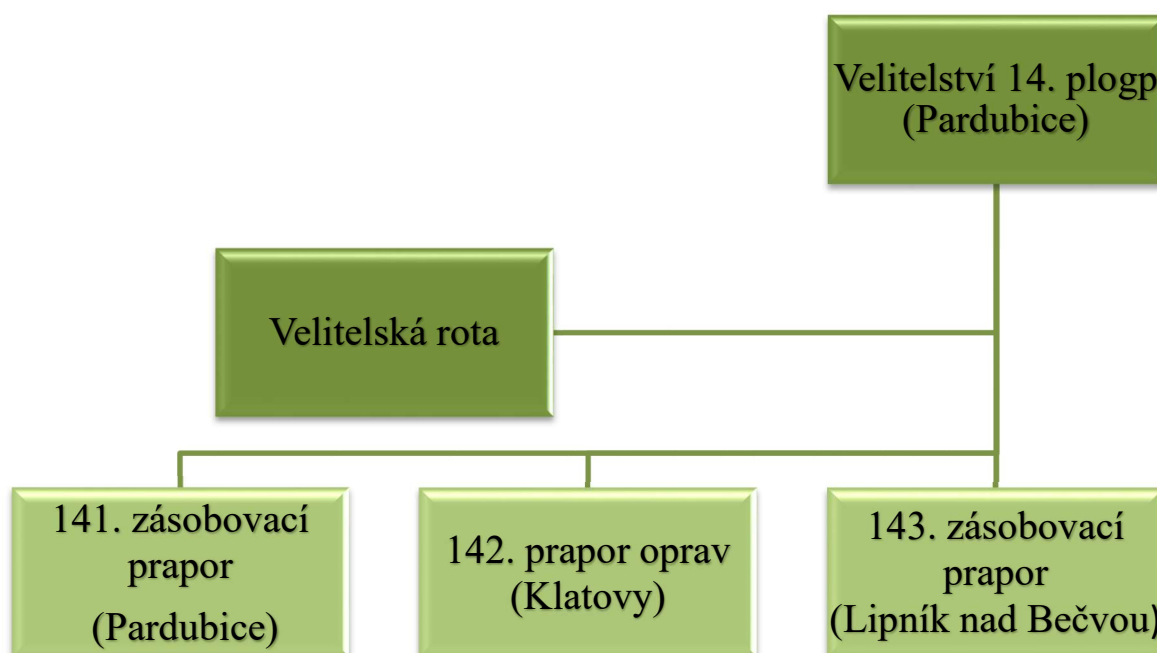 Velitelství 14. plogp
(Pardubice)
Velitelská rota
141. zásobovací
prapor
(Pardubice)
142. prapor oprav
(Klatovy)
143. zásobovací
prapor
(Lipník nad Bečvou)